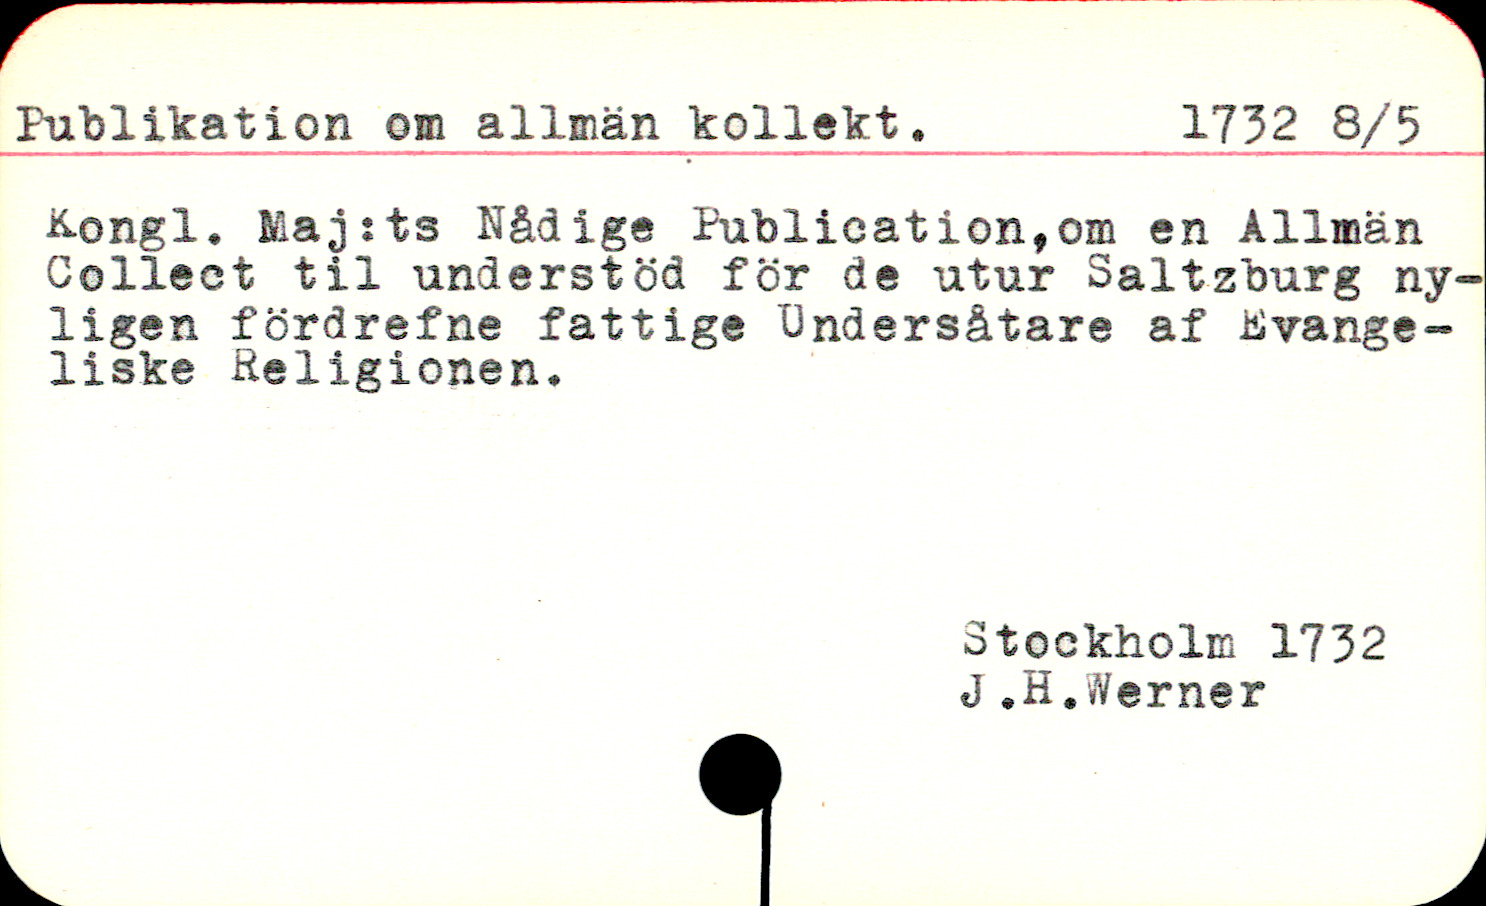 Publikation om allmän kollekt. 1732 8/5
Kongl. Maj:ts Nådige Publication,om en Allmän
Collect til understöd för de utur Saltzburg ny-
ligen fördrefne fattige Undersåtare af Evange-
liske Religionen.
Stockholm 1732
J.H.Werner